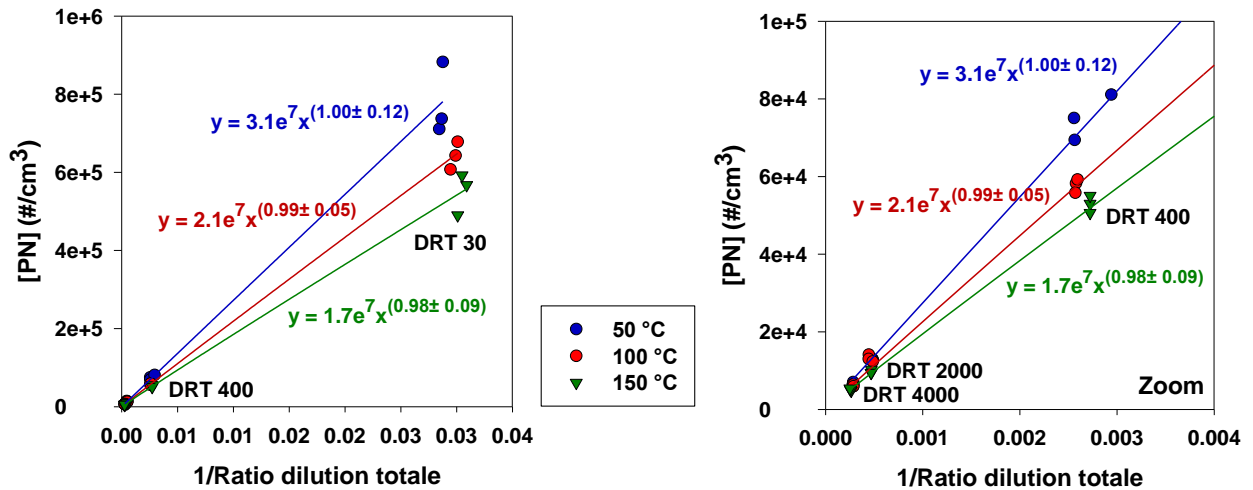 1e+6
8e+5
6e+5
4e+5
2e+5
0
[PN] (#/cm³)
y = 3.1e⁷x⁽¹·⁰⁰± ⁰·¹²⁾
y = 2.1e⁷x⁽⁰·⁹⁹± ⁰·⁰⁵⁾
y = 1.7e⁷x⁽⁰·⁹⁸± ⁰·⁰⁹⁾
DRT 30
DRT 400
0.00 0.01 0.01 0.02 0.02 0.03 0.03 0.04
1/Ratio dilution totale
50 °C
100 °C
150 °C
1e+5
8e+4
6e+4
4e+4
2e+4
0
[PN] (#/cm³)
y = 3.1e⁷x⁽¹·⁰⁰± ⁰·¹²⁾
y = 2.1e⁷x⁽⁰·⁹⁹± ⁰·⁰⁵⁾
DRT 400
y = 1.7e⁷x⁽⁰·⁹⁸± ⁰·⁰⁹⁾
DRT 2000
DRT 4000
Zoom
0.000 0.001 0.002 0.003 0.004
1/Ratio dilution totale